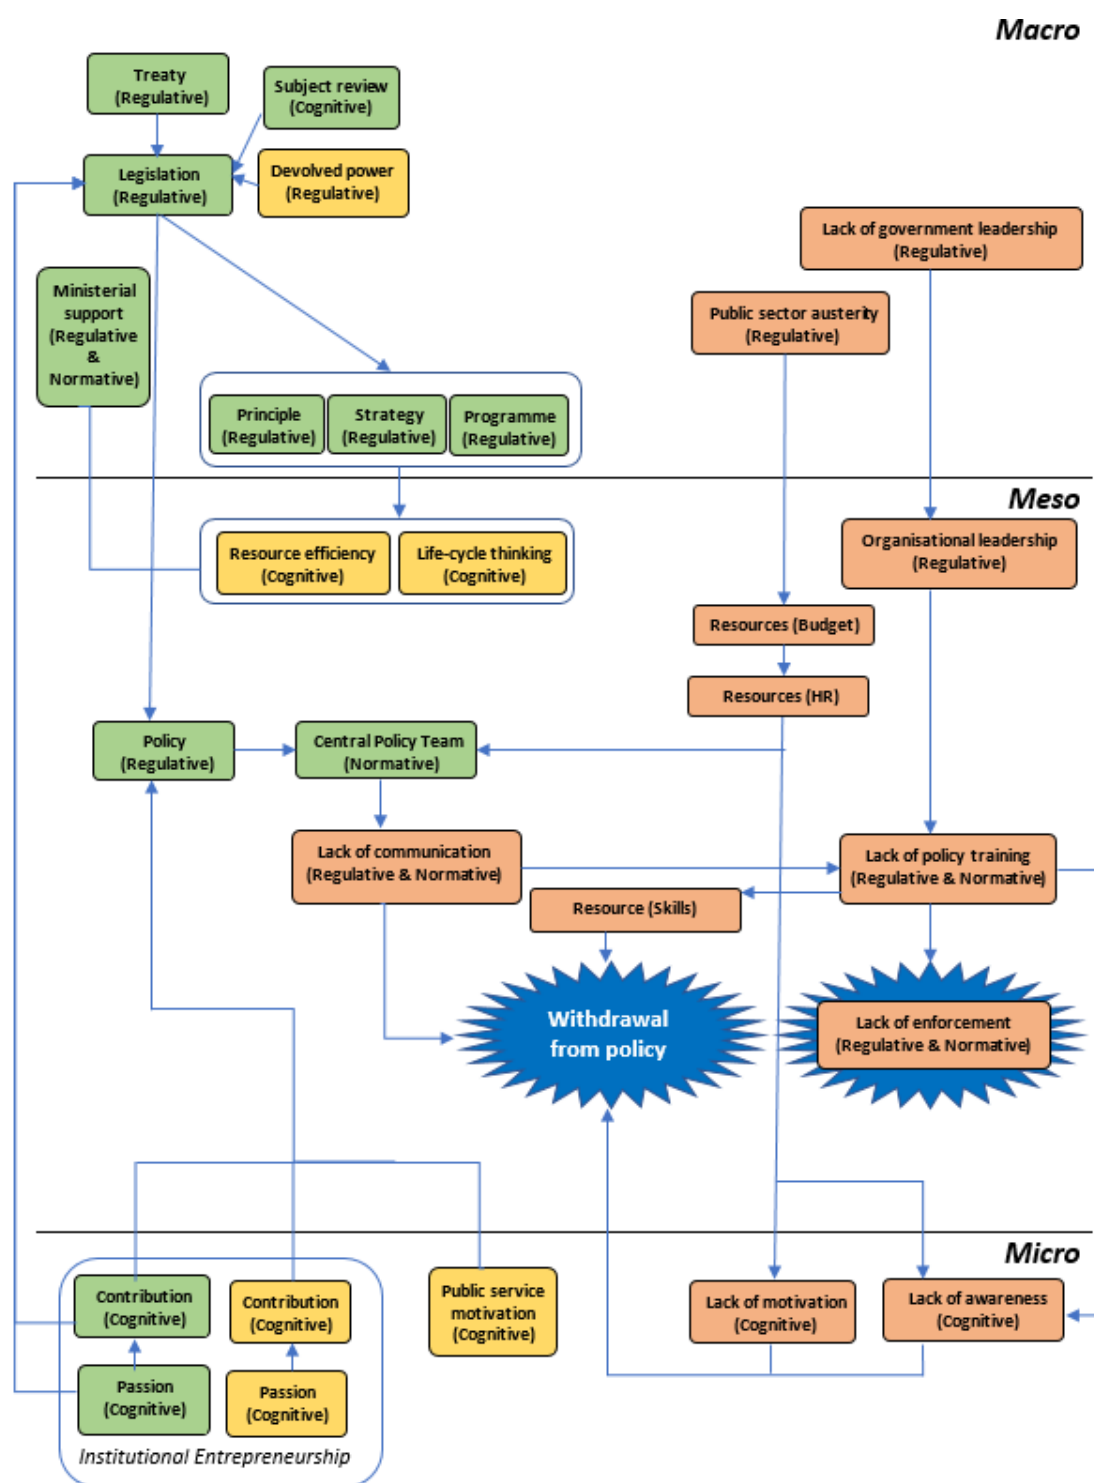 Macro
Treaty
(Regulative)
Subject review
(Cognitive)
Legislation
(Regulative)
Devolved power
(Regulative)
Lack of government leadership
(Regulative)
Ministerial
support
(Regulative
&
Normative)
Public sector austerity
(Regulative)
Principle
(Regulative)
Strategy
(Regulative)
Programme
(Regulative)
Meso
Resource efficiency
(Cognitive)
Life-cycle thinking
(Cognitive)
Organisational leadership
(Regulative)
Resources (Budget)
Resources (HR)
Policy
(Regulative)
Central Policy Team
(Normative)
Lack of communication
(Regulative & Normative)
Lack of policy training
(Regulative & Normative)
Resource (Skills)
Withdrawal
from policy
Lack of enforcement
(Regulative & Normative)
Micro
Contribution
(Cognitive)
Contribution
(Cognitive)
Public service
motivation
(Cognitive)
Lack of motivation
(Cognitive)
Lack of awareness
(Cognitive)
Passion
(Cognitive)
Passion
(Cognitive)
Institutional Entrepreneurship